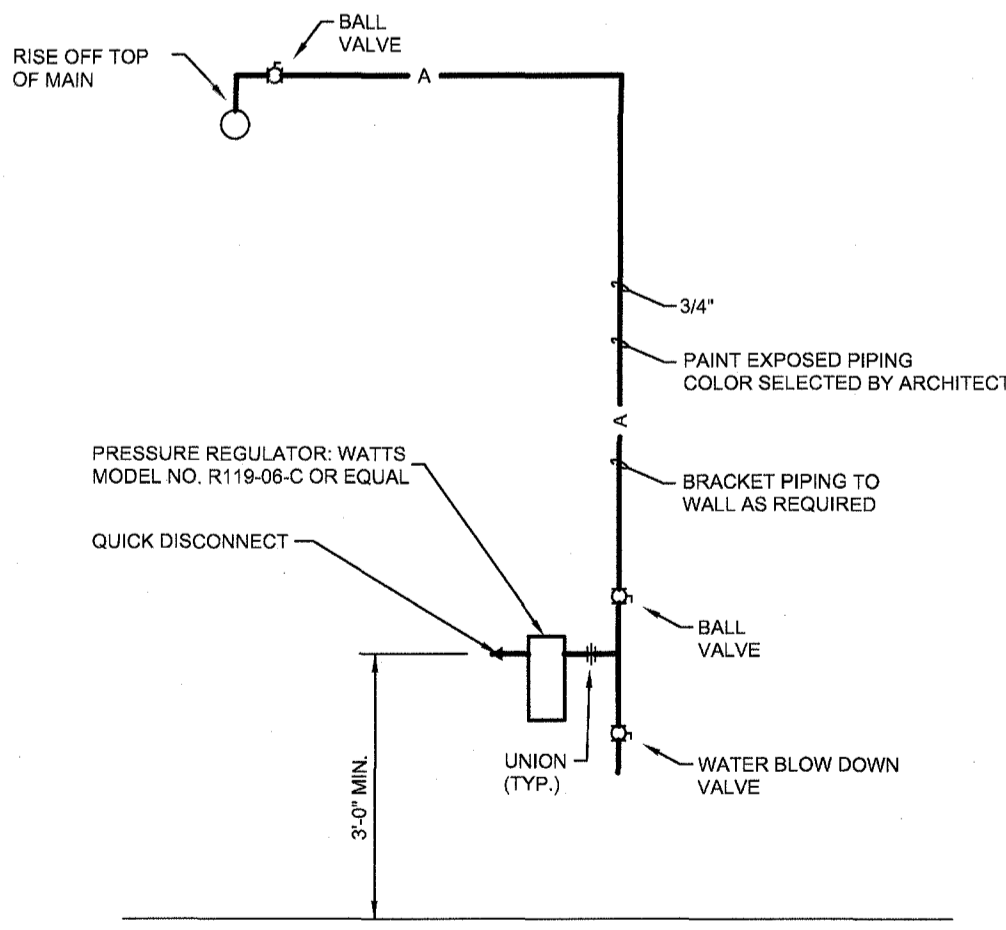 BALL
VALVE
RISE OFF TOP
OF MAIN
A
3/4"
PAINT EXPOSED PIPING
COLOR SELECTED BY ARCHITECT
A
PRESSURE REGULATOR: WATTS
MODEL NO. R119-06-C OR EQUAL
BRACKET PIPING TO
WALL AS REQUIRED
QUICK DISCONNECT
BALL
VALVE
UNION
(TYP.)
WATER BLOW DOWN
VALVE
3'-0" MIN.